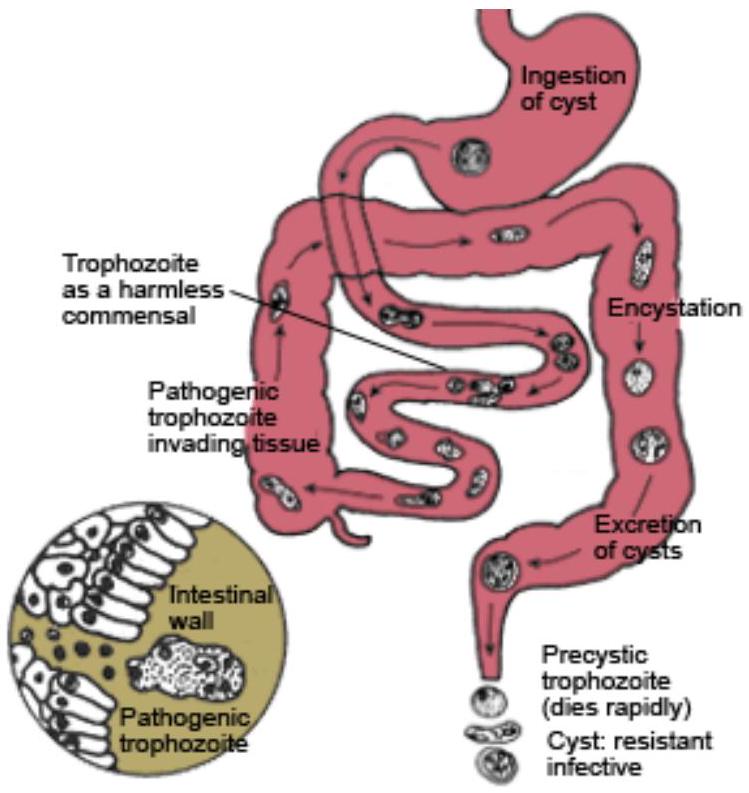 Ingestion
of cyst
Trophozoite
as a harmless
commensal
Encystation
Pathogenic
trophozoite
invading tissue
Excretion
of cysts
Intestinal
wall
Pathogenic
trophozoite
Precystic
trophozoite
(dies rapidly)
Cyst: resistant
infective